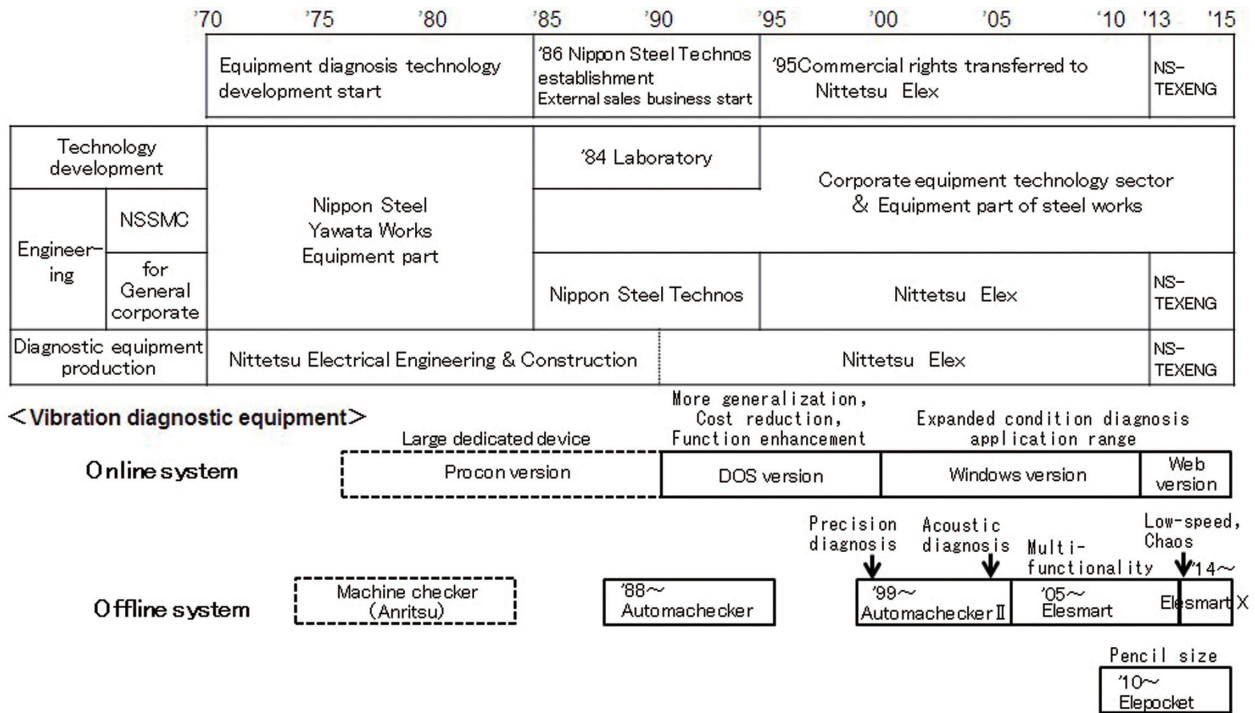 '70 '75 '80 '85 '90 '95 '00 '05 '10 '13 '15
Equipment diagnosis technology
development start
'86 Nippon Steel Technos
establishment
External sales business start
'95Commercial rights transferred to
Nittetsu Elex
NS-
TEXENG
Technology
development
Nippon Steel
Yawata Works
Equipment part
'84 Laboratory
Corporate equipment technology sector
& Equipment part of steel works
Engineer-
ing
NSSMC
for
General
corporate
Nippon Steel Technos
Nittetsu Elex
NS-
TEXENG
Diagnostic equipment
production
Nittetsu Electrical Engineering & Construction
Nittetsu Elex
NS-
TEXENG
<Vibration diagnostic equipment>
Large dedicated device
More generalization,
Cost reduction,
Function enhancement
Expanded condition diagnosis
application range
Online system
Procon version
DOS version
Windows version
Web
version
Precision
diagnosis
Acoustic
diagnosis
Multi-
functionality
Low-speed,
Chaos
Offline system
Machine checker
(Anritsu)
'88～
Automachecker
'99～
AutomacheckerⅡ
'05～
Elesmart
'14～
Elesmart X
Pencil size
'10～
Elepocket